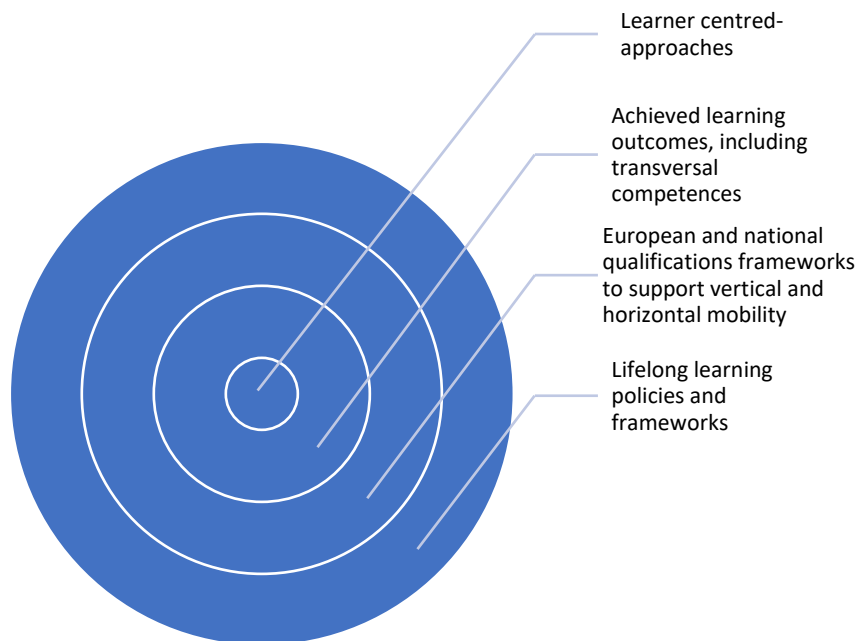 Learner centred-
approaches
Achieved learning
outcomes, including
transversal
competences
European and national
qualifications frameworks
to support vertical and
horizontal mobility
Lifelong learning
policies and
frameworks